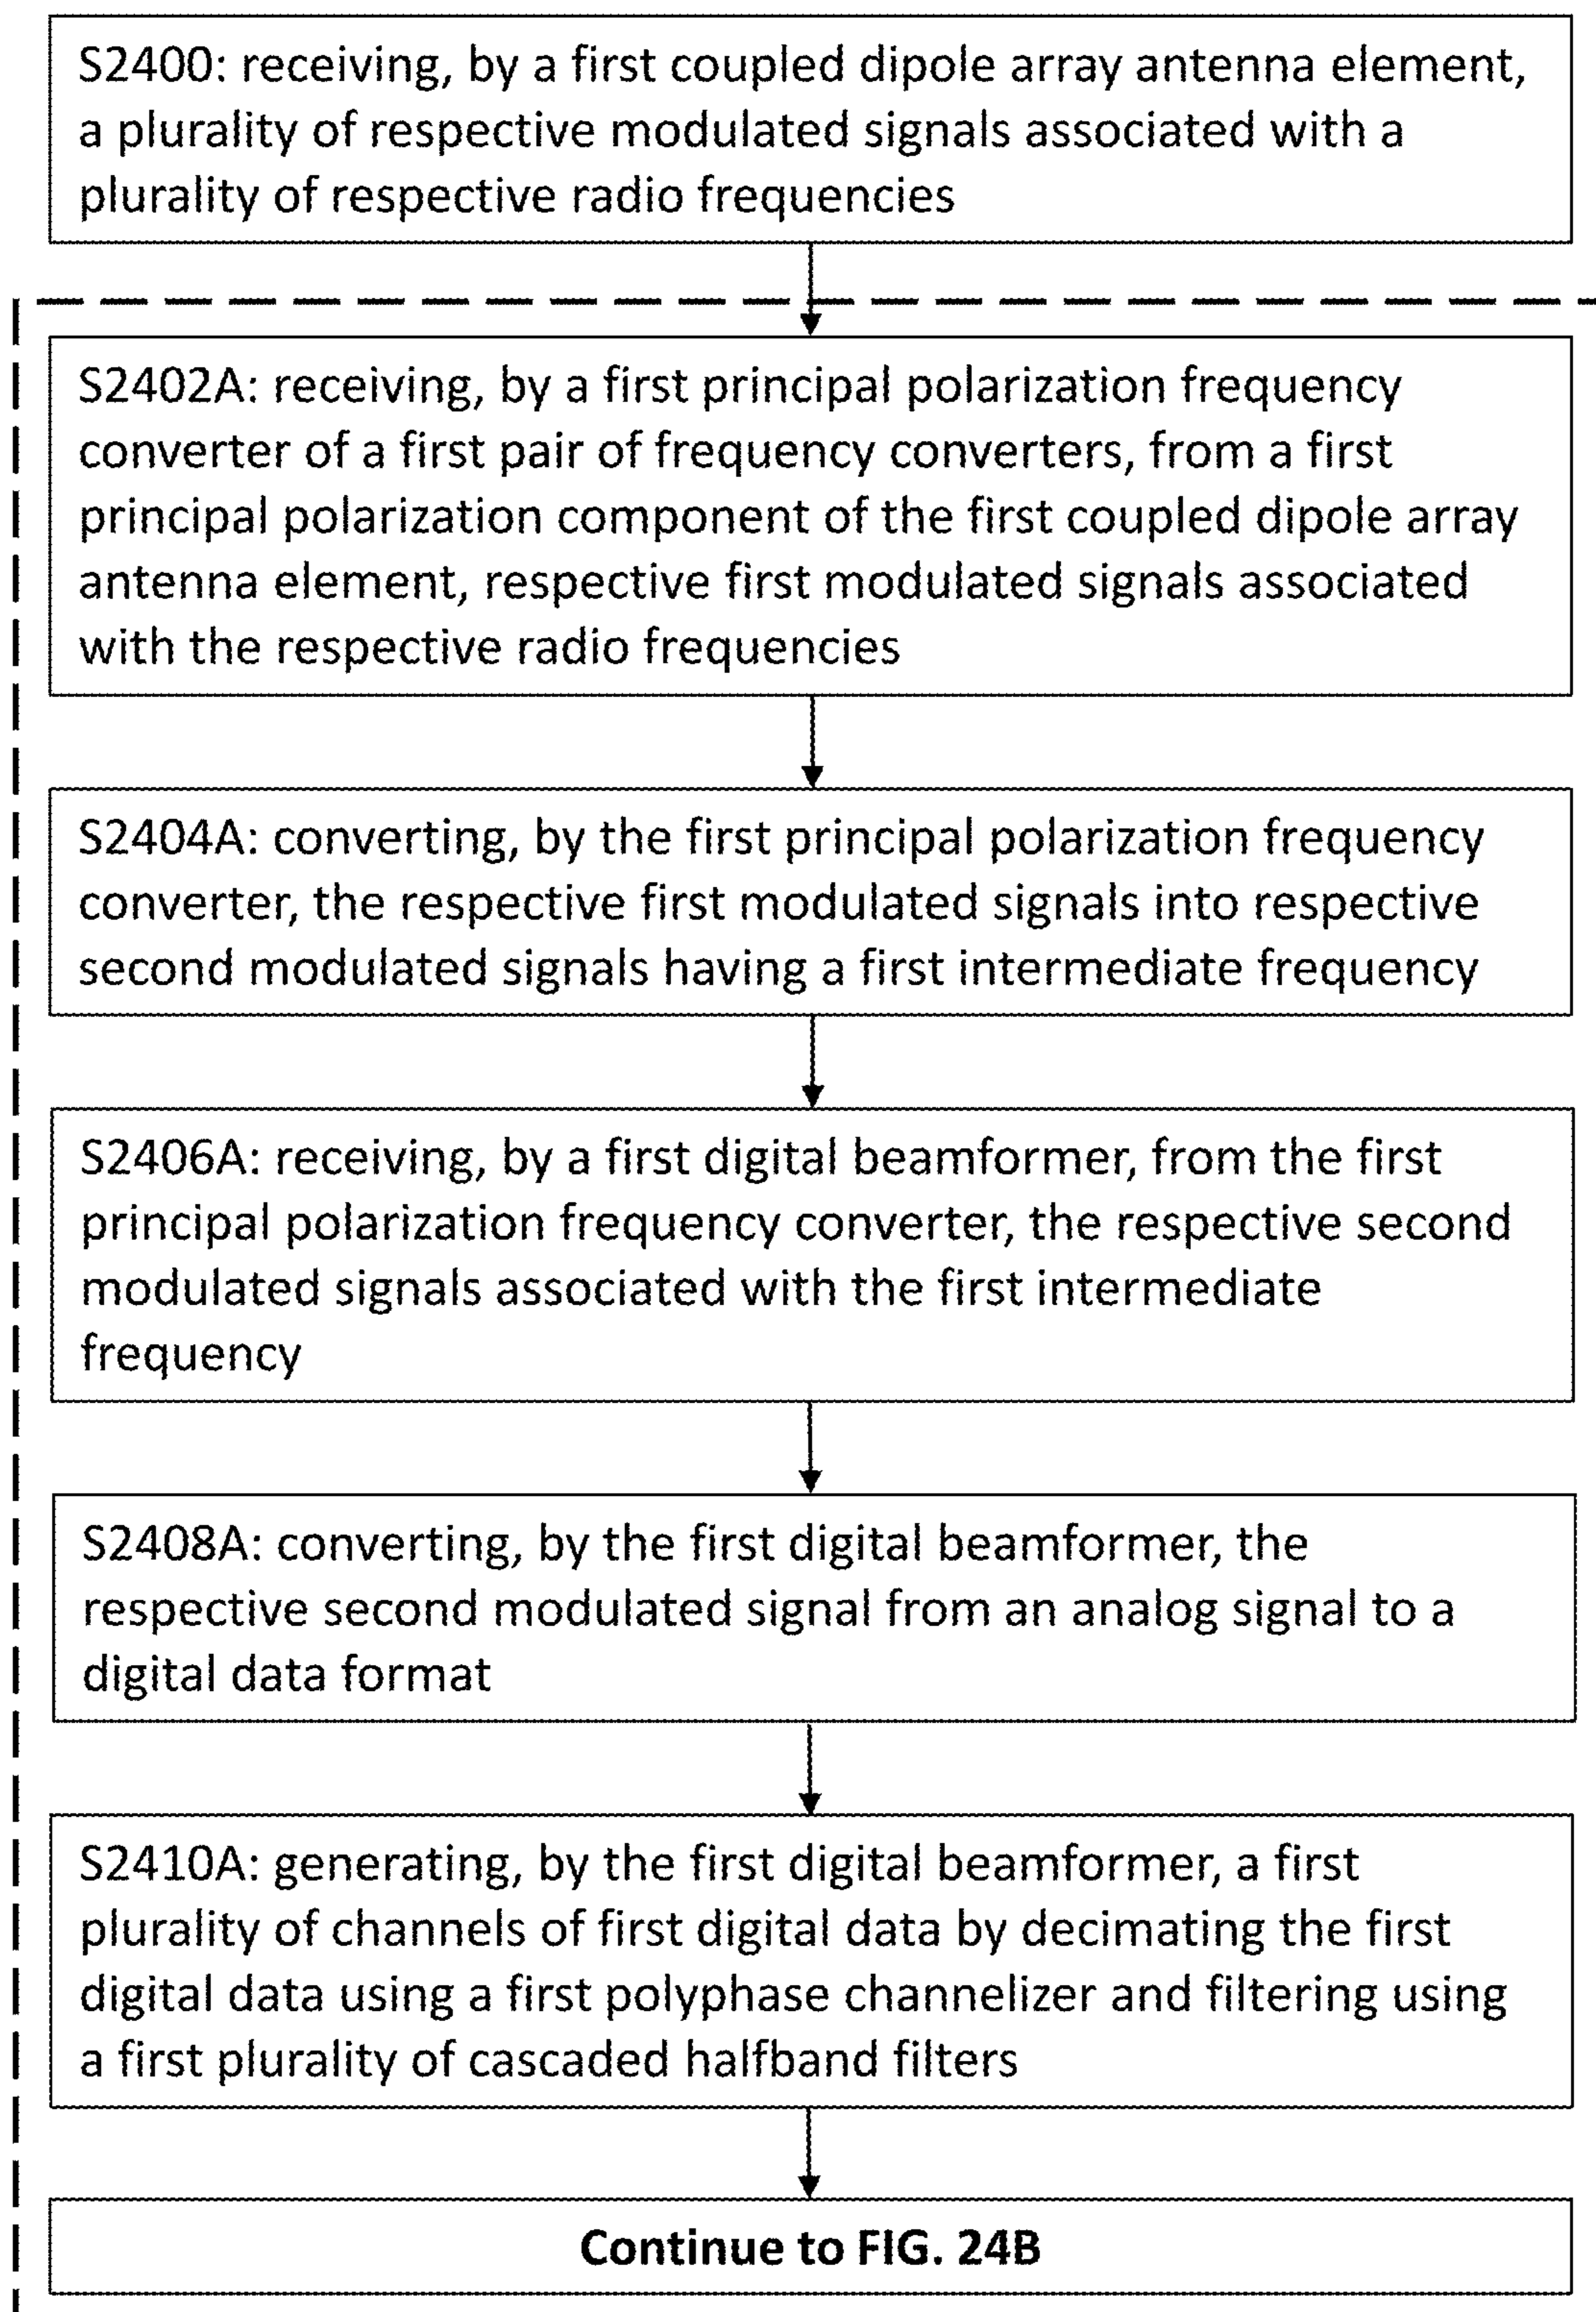 S2400: receiving, by a first coupled dipole array antenna element,
a plurality of respective modulated signals associated with a
plurality of respective radio frequencies
S2402A: receiving, by a first principal polarization frequency
converter of a first pair of frequency converters, from a first
principal polarization component of the first coupled dipole array
antenna element, respective first modulated signals associated
with the respective radio frequencies
S2404A: converting, by the first principal polarization frequency
converter, the respective first modulated signals into respective
second modulated signals having a first intermediate frequency
S2406A: receiving, by a first digital beamformer, from the first
principal polarization frequency converter, the respective second
modulated signals associated with the first intermediate
frequency
S2408A: converting, by the first digital beamformer, the
respective second modulated signal from an analog signal to a
digital data format
S2410A: generating, by the first digital beamformer, a first
plurality of channels of first digital data by decimating the first
digital data using a first polyphase channelizer and filtering using
a first plurality of cascaded halfband filters
Continue to FIG. 24B